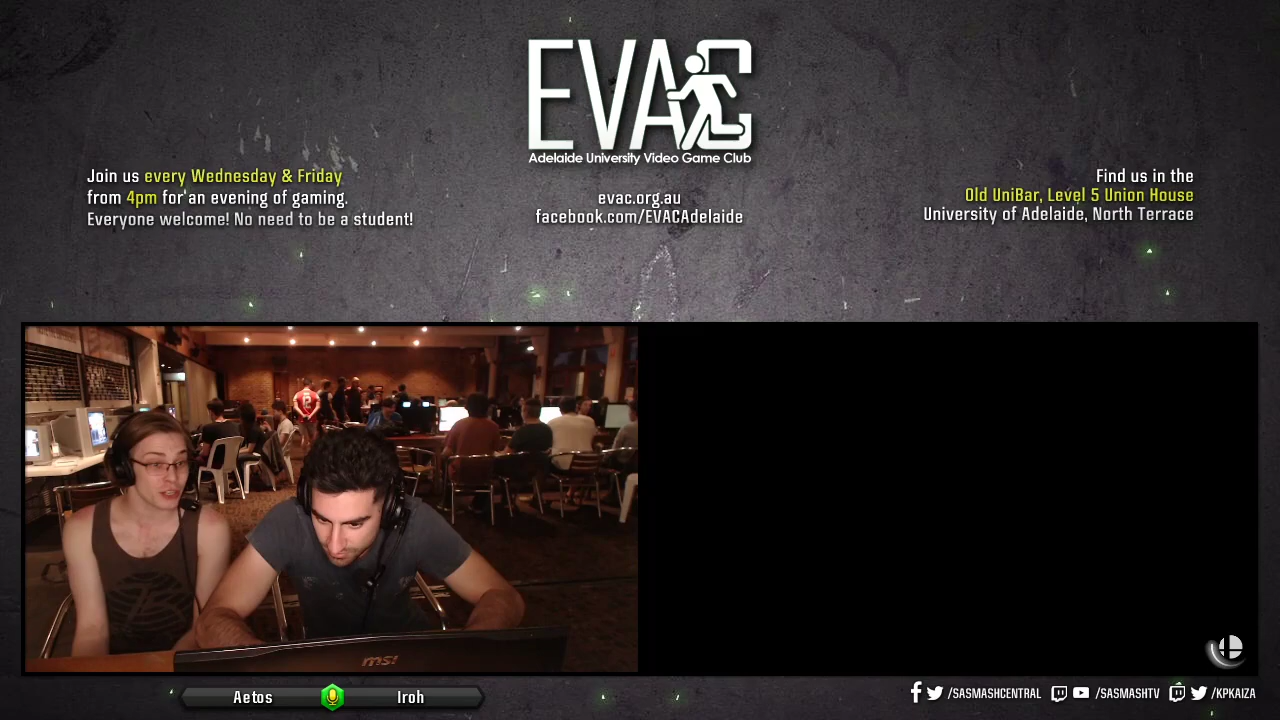 EVAC
Adelaide University Video Game Club
Join us every Wednesday & Friday
from 4pm for an evening of gaming.
Everyone welcome! No need to be a student!
evac.org.au
facebook.com/EVACAdelaide
Find us in the
Old UniBar, Level 5 Union House
University of Adelaide, North Terrace
msi
Aetos
Iroh
/SASMASHCENTRAL
/SASMASHTV
/KPKAIZA